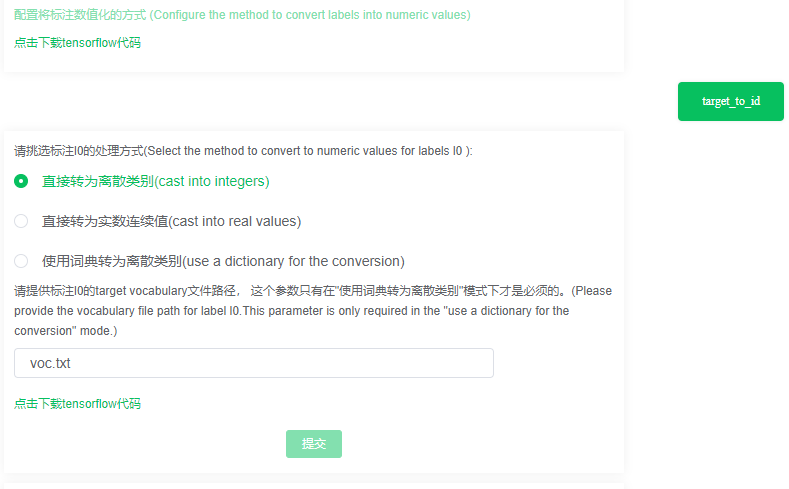 配置将标注数值化的方式 (Configure the method to convert labels into numeric values)
点击下载tensorflow代码
target_to_id
请挑选标注l0的处理方式(Select the method to convert to numeric values for labels l0 ):
直接转为离散类别(cast into integers)
直接转为实数连续值(cast into real values)
使用词典转为离散类别(use a dictionary for the conversion)
请提供标注l0的target vocabulary文件路径， 这个参数只有在"使用词典转为离散类别"模式下才是必须的。(Please
provide the vocabulary file path for label l0.This parameter is only required in the "use a dictionary for the
conversion" mode.)
voc.txt
点击下载tensorflow代码
提交